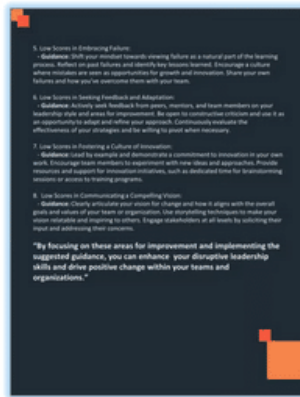 5. Low Scores in Embracing Failure:
- Guidance: Shift your mindset towards viewing failure as a natural part of the learning
process. Reflect on past failures and identify key lessons learned. Encourage a culture
where mistakes are seen as opportunities for growth and innovation. Share your own
failures and how you've overcome them with your team.
6. Low Scores in Seeking Feedback and Adaptation:
- Guidance: Actively seek feedback from peers, mentors, and team members on your
leadership style and areas for improvement. Be open to constructive criticism and use it as
an opportunity to adapt and refine your approach. Continuously evaluate the
effectiveness of your strategies and be willing to pivot when necessary.
7. Low Scores in Fostering a Culture of Innovation:
- Guidance: Lead by example and demonstrate a commitment to innovation in your own
work. Encourage team members to experiment with new ideas and approaches. Provide
resources and support for innovation initiatives, such as dedicated time for brainstorming
sessions or access to training programs.
8. Low Scores in Communicating a Compelling Vision:
- Guidance: Clearly articulate your vision for change and how it aligns with the overall
goals and values of your team or organization. Use storytelling techniques to make your
vision relatable and inspiring to others. Engage stakeholders at all levels by soliciting their
input and addressing their concerns.
"By focusing on these areas for improvement and implementing the
suggested guidance, you can enhance your disruptive leadership
skills and drive positive change within your teams and
organizations."